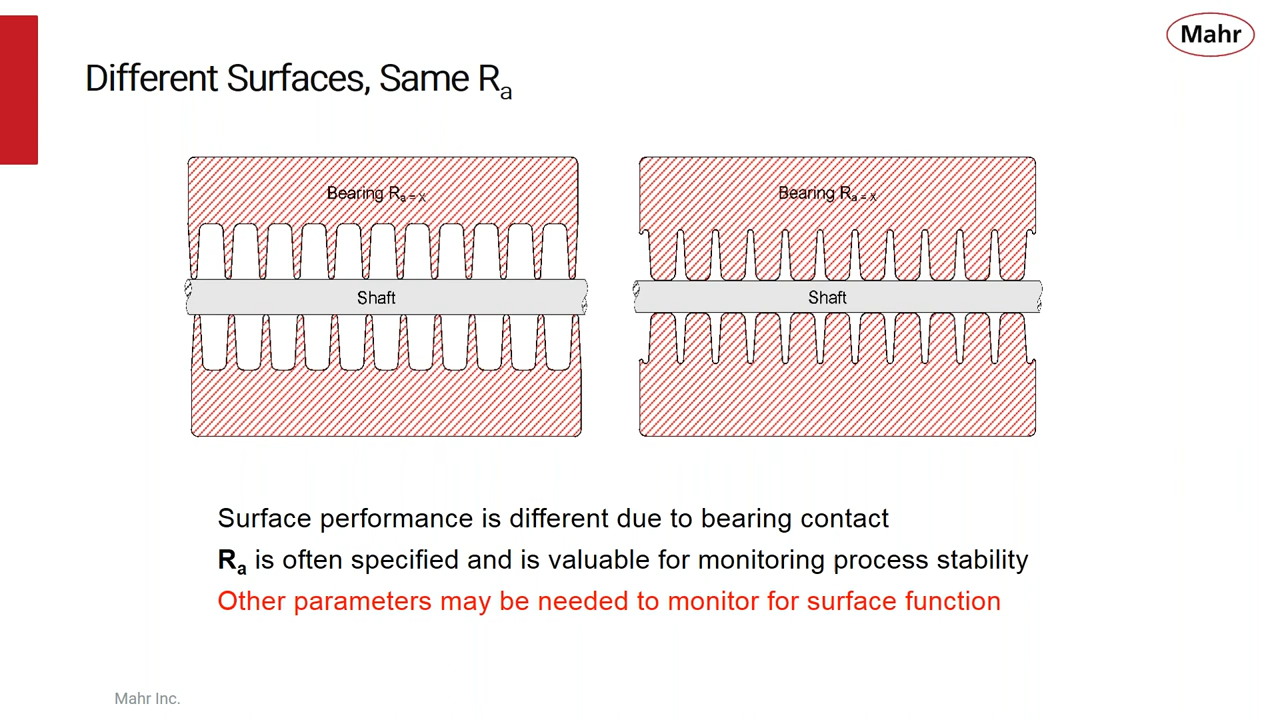 Mahr
Different Surfaces, Same Ra
Bearing Ra = X
Bearing Ra = X
Shaft
Shaft
Surface performance is different due to bearing contact
Ra is often specified and is valuable for monitoring process stability
Other parameters may be needed to monitor for surface function
Mahr Inc.